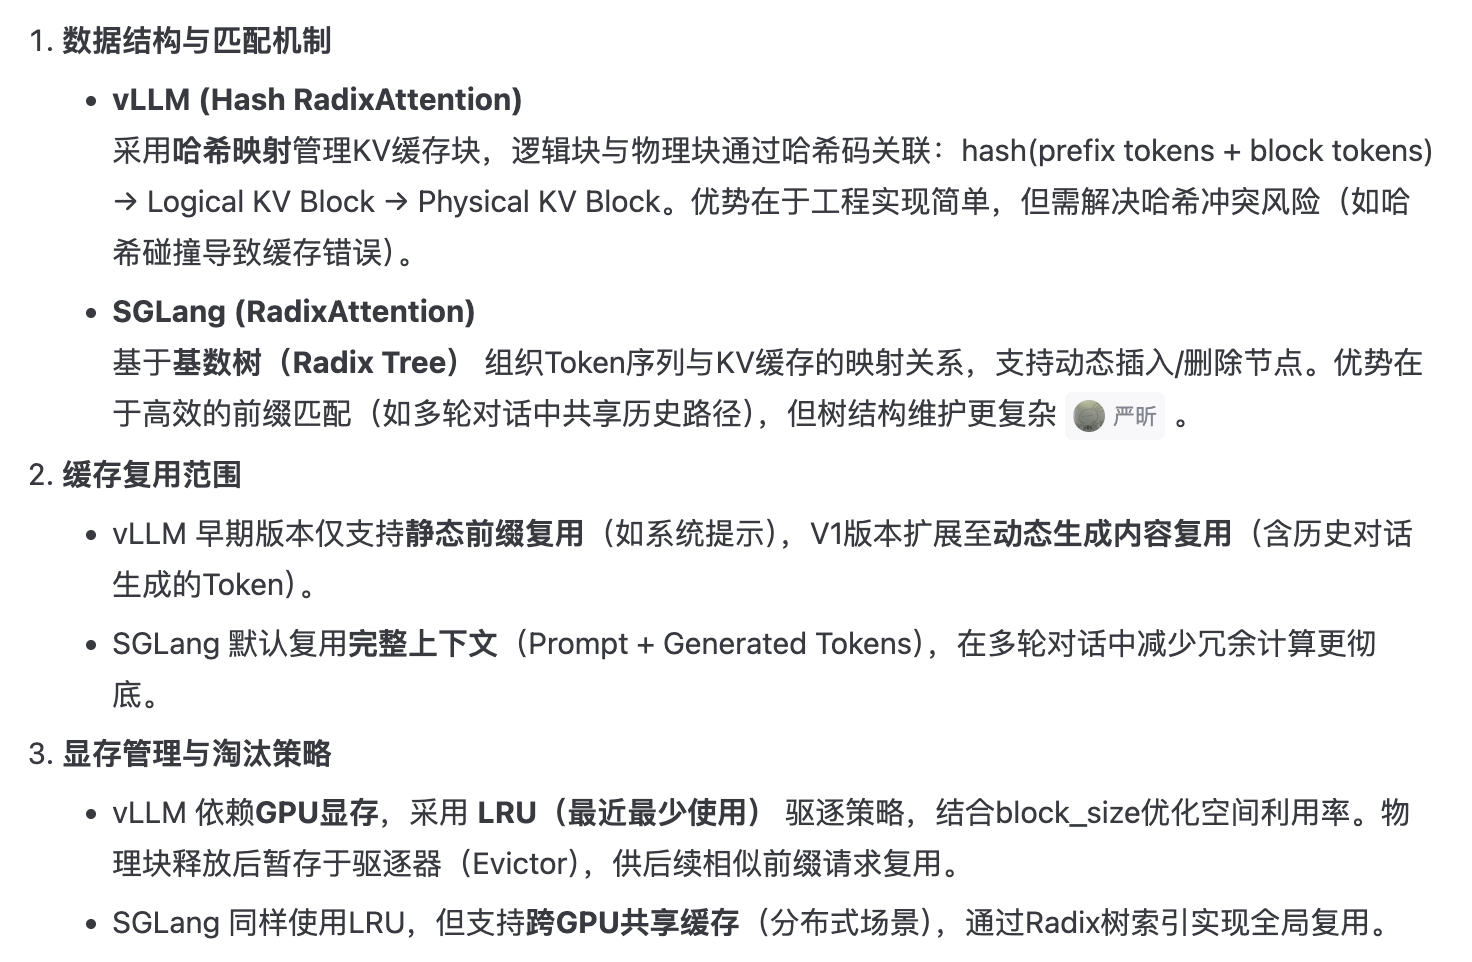 1. 数据结构与匹配机制
• vLLM (Hash RadixAttention)
采用哈希映射管理KV缓存块，逻辑块与物理块通过哈希码关联：hash(prefix tokens + block tokens)
→ Logical KV Block → Physical KV Block。优势在于工程实现简单，但需解决哈希冲突风险（如哈
希碰撞导致缓存错误）。
• SGLang (RadixAttention)
基于基数树（Radix Tree） 组织Token序列与KV缓存的映射关系，支持动态插入/删除节点。优势在
于高效的前缀匹配（如多轮对话中共享历史路径），但树结构维护更复杂 严昕 。
2. 缓存复用范围
• vLLM 早期版本仅支持静态前缀复用（如系统提示），V1版本扩展至动态生成内容复用（含历史对话
生成的Token）。
• SGLang 默认复用完整上下文（Prompt + Generated Tokens），在多轮对话中减少冗余计算更彻
底。
3. 显存管理与淘汰策略
• vLLM 依赖GPU显存，采用 LRU（最近最少使用） 驱逐策略，结合block_size优化空间利用率。物
理块释放后暂存于驱逐器（Evictor），供后续相似前缀请求复用。
• SGLang 同样使用LRU，但支持跨GPU共享缓存（分布式场景），通过Radix树索引实现全局复用。